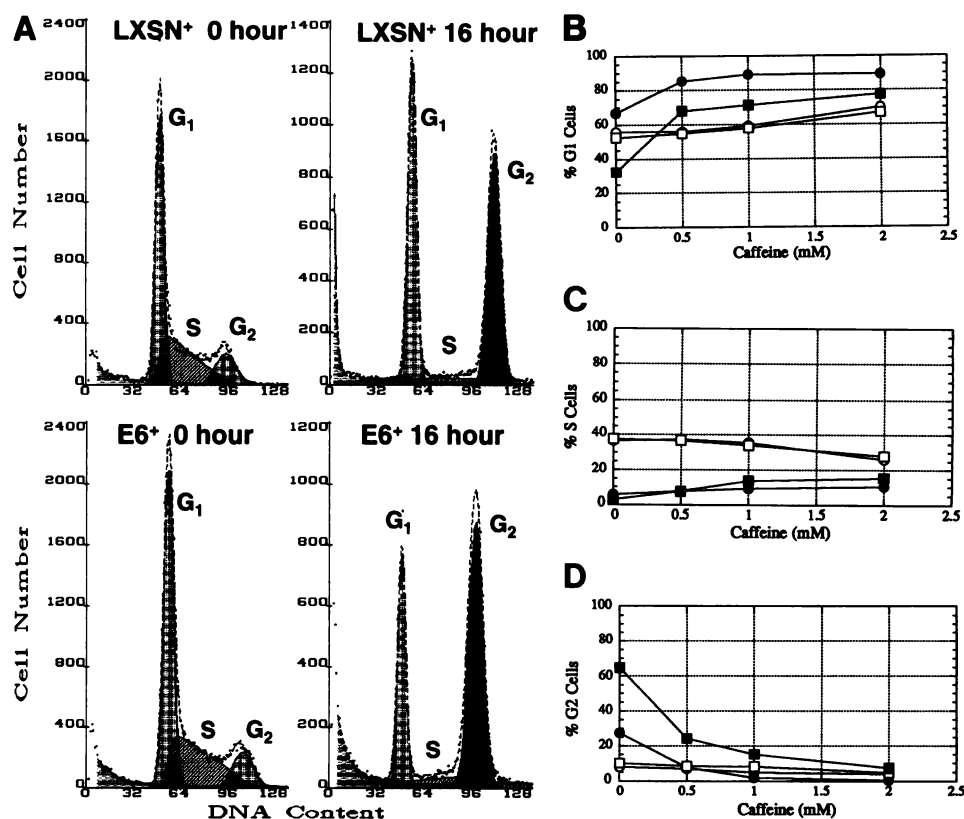 A
LXSN+ 0 hour
2400
2000
1600
1200
800
400
0
Cell Number
G1
S
G2
0 32 64 96 128
LXSN+ 16 hour
1400
1200
1000
800
600
400
200
0
G1
S
G2
0 32 64 96 128
E6+ 0 hour
2400
2000
1600
1200
800
400
0
Cell Number
G1
S
G2
0 32 64 96 128
E6+ 16 hour
1200
1000
800
600
400
200
0
G1
S
G2
0 32 64 96 128
DNA Content
B
100
80
60
40
20
0
% G1 Cells
0 0.5 1 1.5 2 2.5
Caffeine (mM)
C
100
80
60
40
20
0
% S Cells
0 0.5 1 1.5 2 2.5
Caffeine (mM)
D
100
80
60
40
20
0
% G2 Cells
0 0.5 1 1.5 2 2.5
Caffeine (mM)